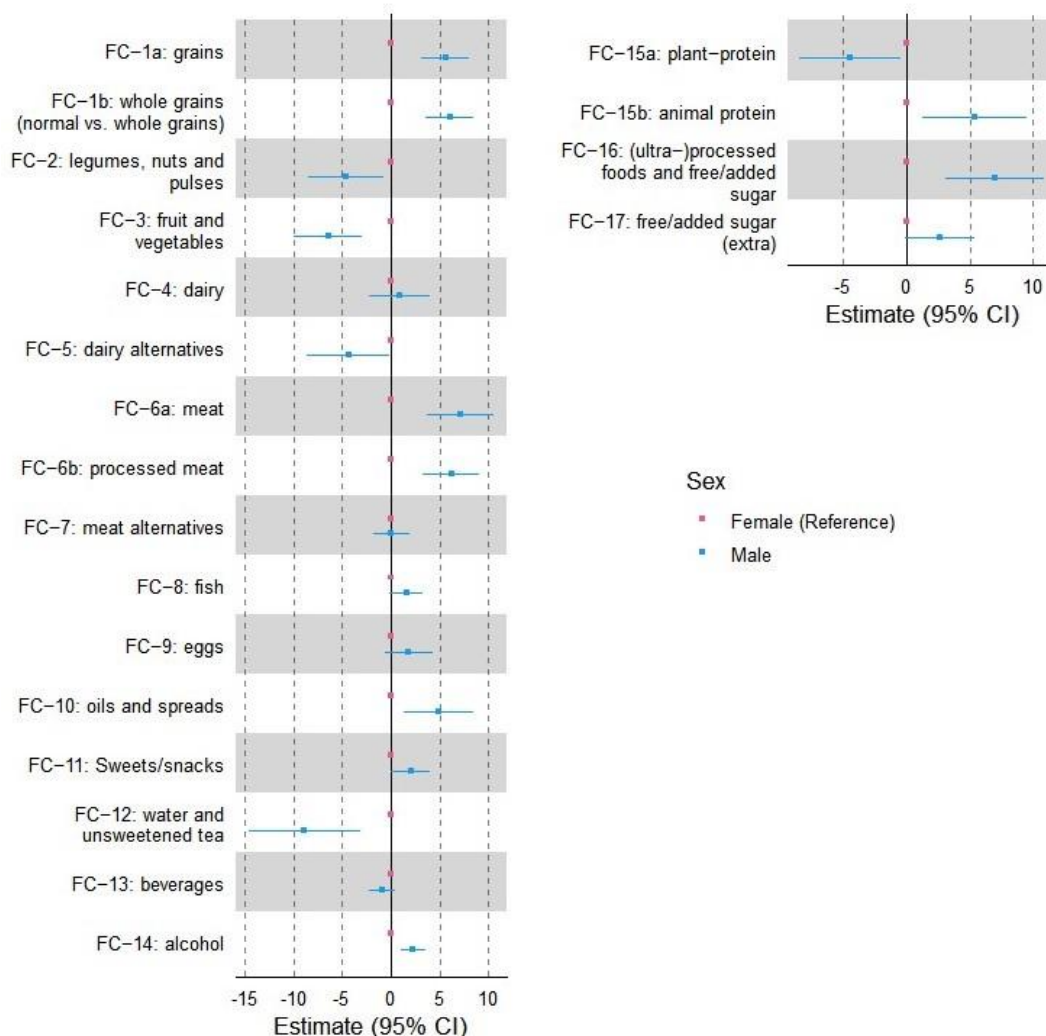 FC−1a: grains
FC−1b: whole grains
(normal vs. whole grains)
FC−2: legumes, nuts and
pulses
FC−3: fruit and
vegetables
FC−4: dairy
FC−5: dairy alternatives
FC−6a: meat
FC−6b: processed meat
FC−7: meat alternatives
FC−8: fish
FC−9: eggs
FC−10: oils and spreads
FC−11: Sweets/snacks
FC−12: water and
unsweetened tea
FC−13: beverages
FC−14: alcohol
-15 -10 -5 0 5 10
Estimate (95% CI)
FC−15a: plant−protein
FC−15b: animal protein
FC−16: (ultra−)processed
foods and free/added
sugar
FC−17: free/added sugar
(extra)
-5 0 5 10
Estimate (95% CI)
Sex
Female (Reference)
Male